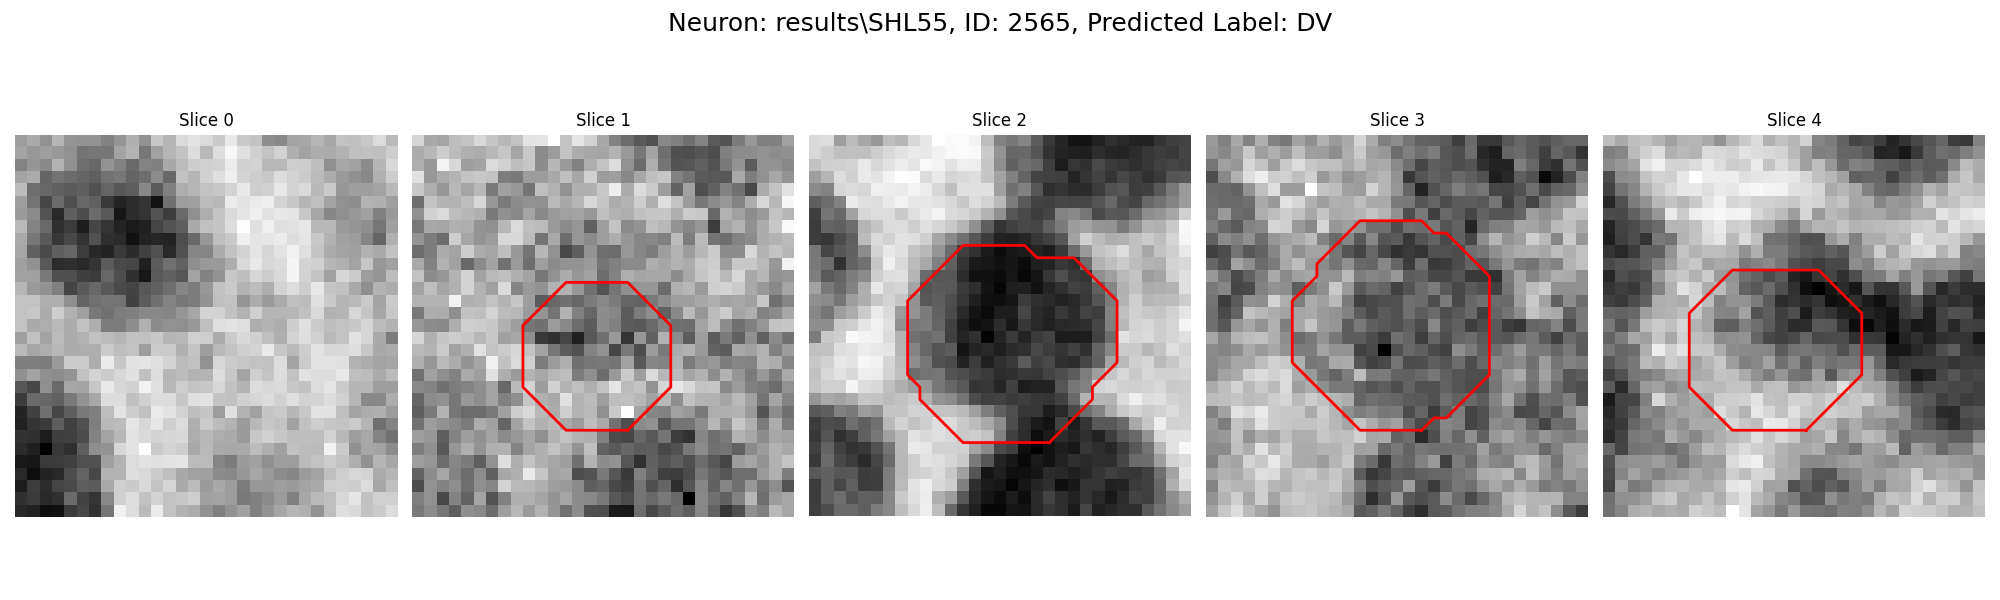 Neuron: results\SHL55, ID: 2565, Predicted Label: DV
Slice 0
Slice 1
Slice 2
Slice 3
Slice 4